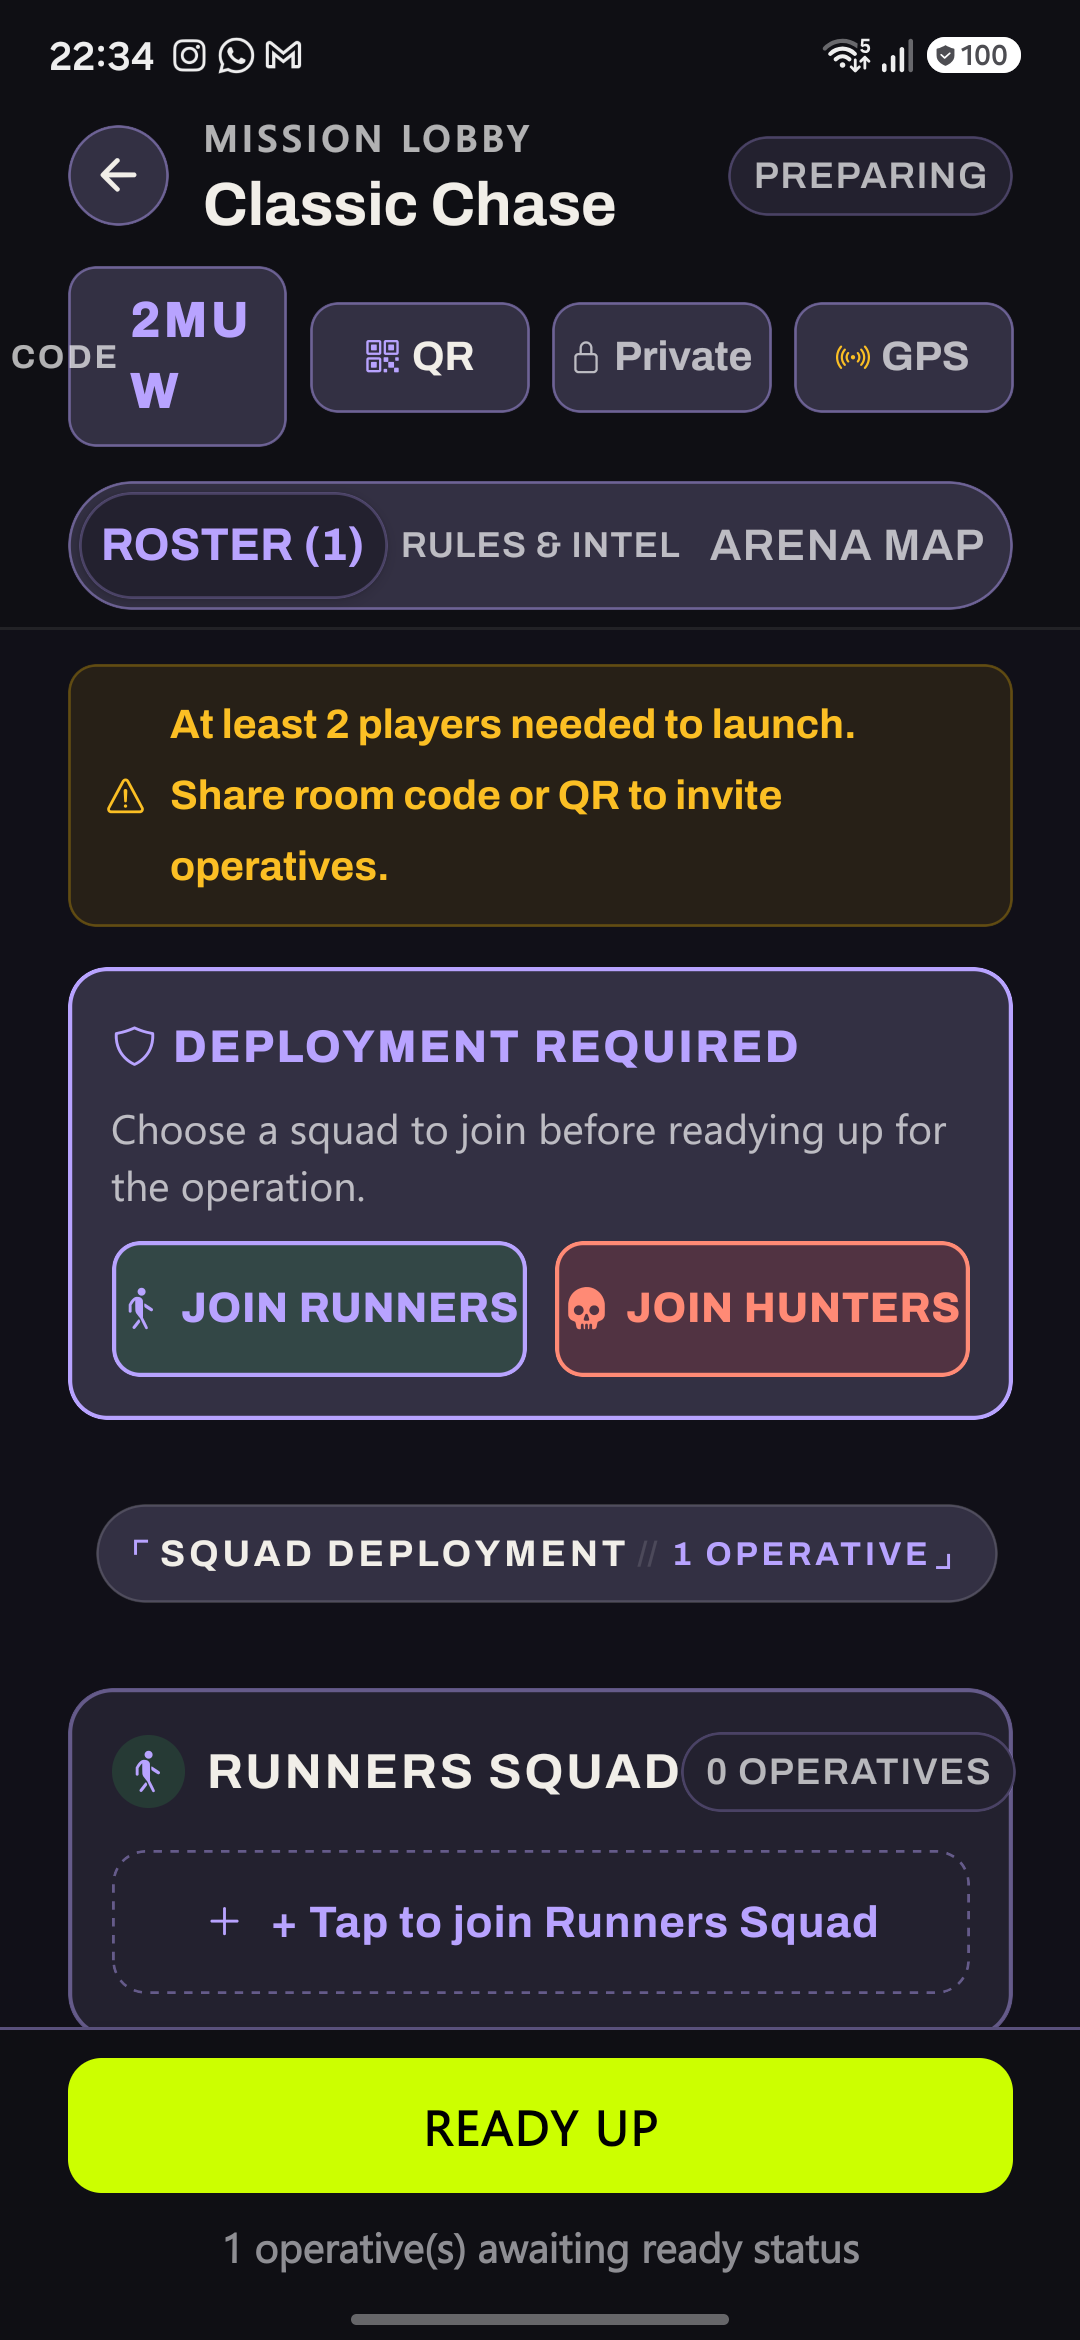 22:34
5
100
MISSION LOBBY
Classic Chase
PREPARING
CODE
2MU
W
QR
Private
GPS
ROSTER (1)
RULES & INTEL
ARENA MAP
At least 2 players needed to launch.
Share room code or QR to invite
operatives.
DEPLOYMENT REQUIRED
Choose a squad to join before readying up for
the operation.
JOIN RUNNERS
JOIN HUNTERS
SQUAD DEPLOYMENT // 1 OPERATIVE
RUNNERS SQUAD
0 OPERATIVES
+ Tap to join Runners Squad
READY UP
1 operative(s) awaiting ready status